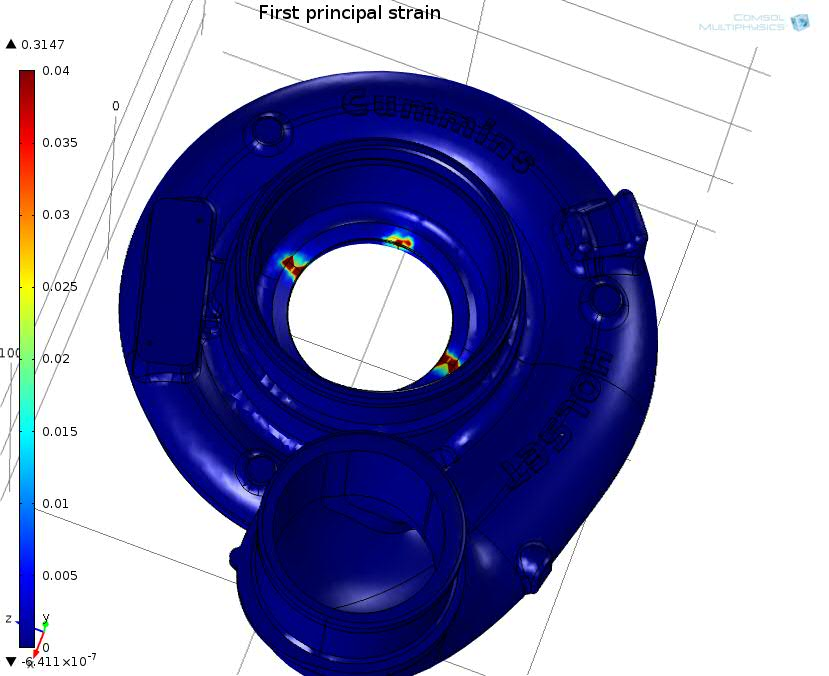 First principal strain
COMSOL
MULTIPHYSICS
▲ 0.3147
0.04
0.035
0.03
0.025
0.02
0.015
0.01
0.005
0
▼ -6.411×10⁻⁷
0
100
Cummins
HOLSET
z
y
x